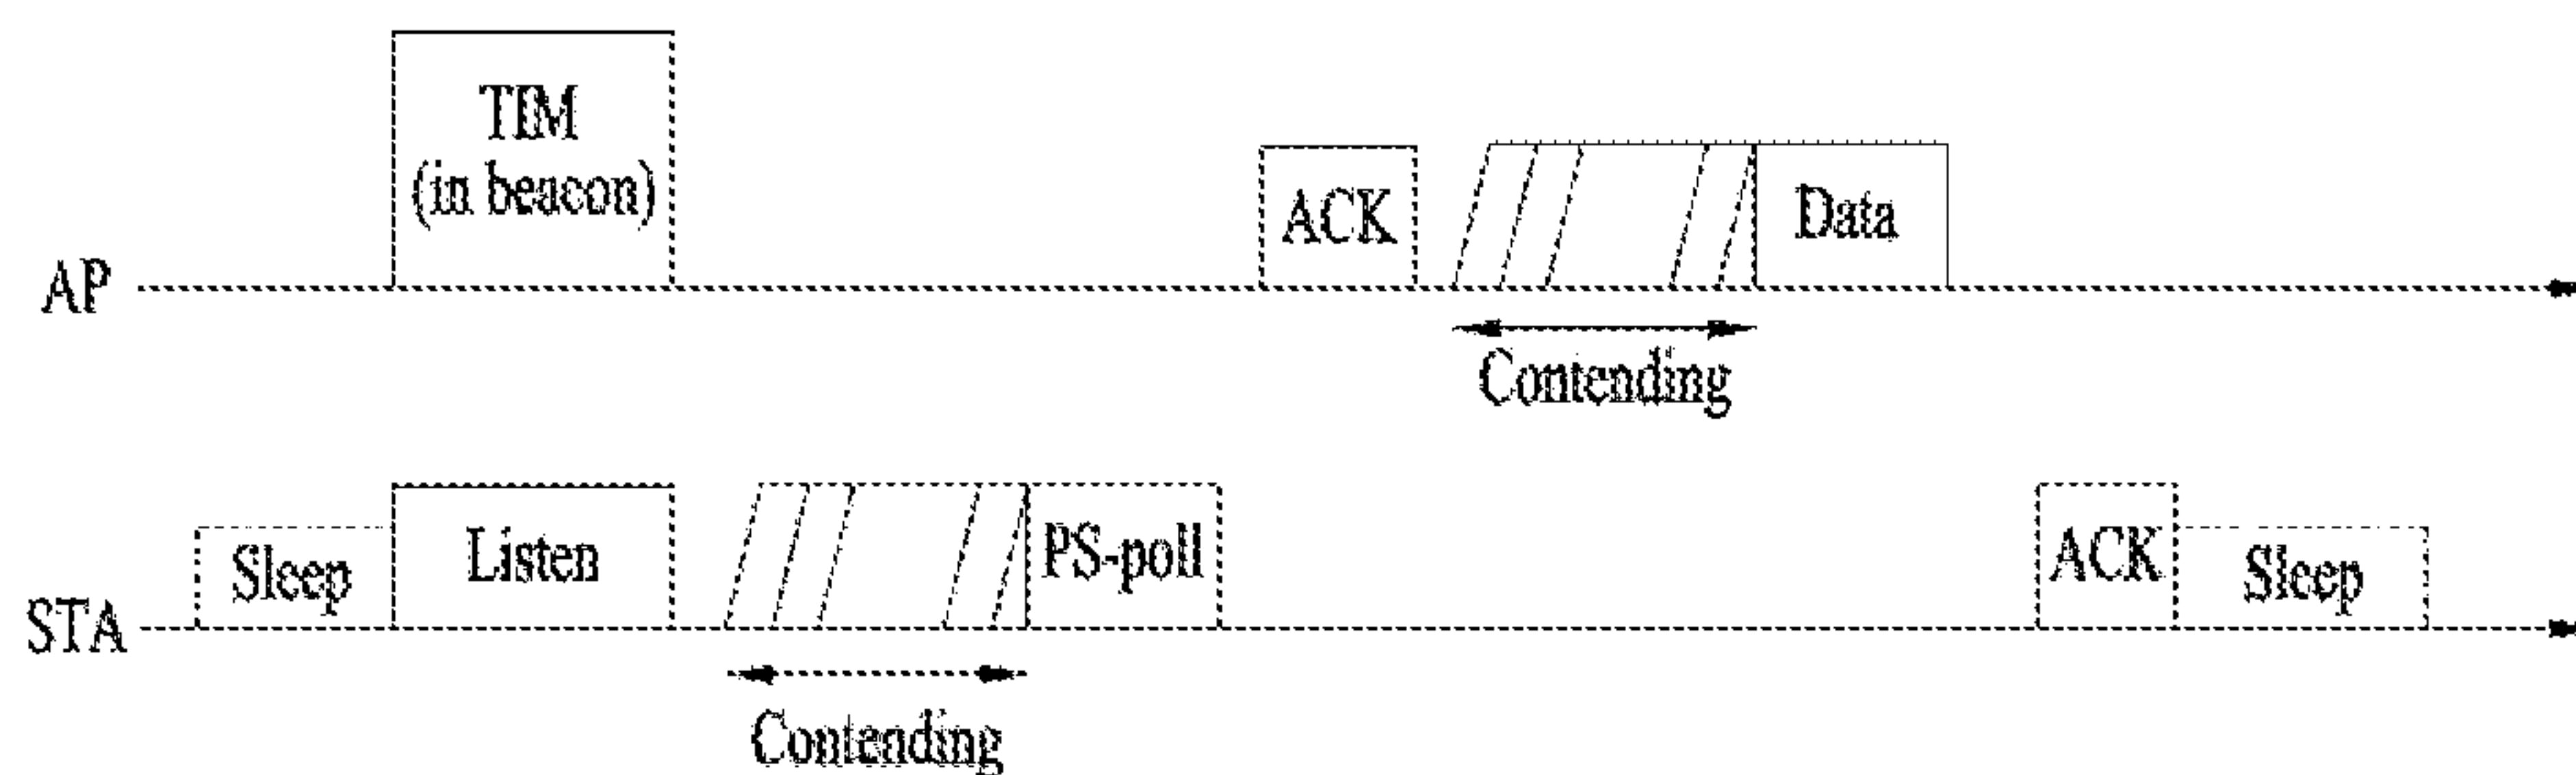 TIM
(in beacon)
ACK
Data
AP
Contending
Sleep
Listen
PS-poll
ACK
Sleep
STA
Contending